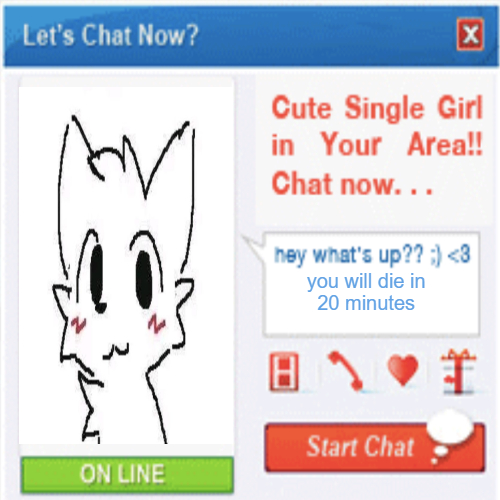 Let's Chat Now?
Cute Single Girl
in Your Area!!
Chat now...
hey what's up?? ;) <3
you will die in
20 minutes
Start Chat
ON LINE